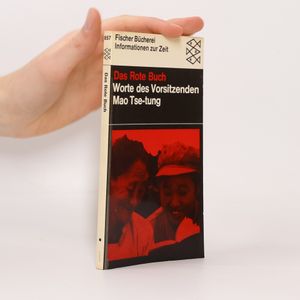 857
Fischer Bücherei
Informationen zur Zeit
Das Rote Buch
Worte des Vorsitzenden
Mao Tse-tung
Das Rote Buch